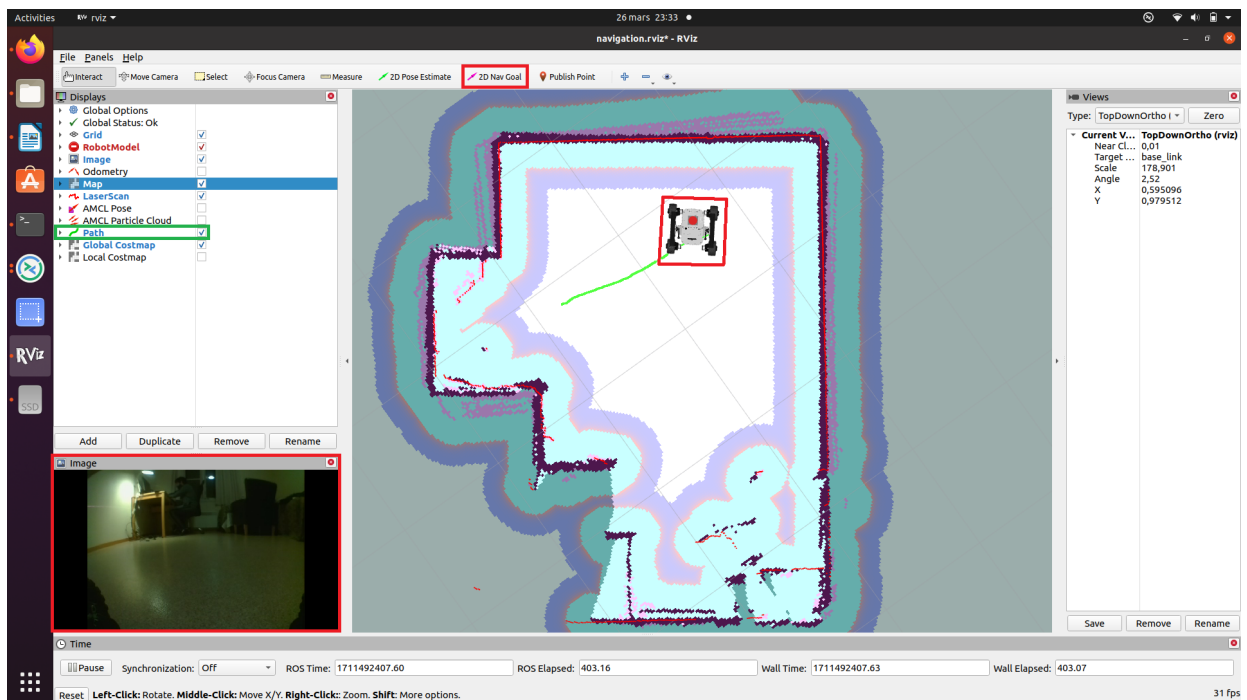 Activities RViz rviz 26 mars 23:33
navigation.rviz* - RViz
File Panels Help
Interact Move Camera Select Focus Camera Measure 2D Pose Estimate 2D Nav Goal Publish Point
Displays
Global Options
Global Status: Ok
Grid
RobotModel
Image
Odometry
Map
LaserScan
AMCL Pose
AMCL Particle Cloud
Path
Global Costmap
Local Costmap
Add Duplicate Remove Rename
Image
Views
Type: TopDownOrtho ( Zero
Current V... TopDownOrtho (rviz)
Near Cl... 0,01
Target ... base_link
Scale 178,901
Angle 2,52
X 0,595096
Y 0,979512
Save Remove Rename
RViz
SSD
Time
Pause Synchronization: Off ROS Time: 1711492407.60 ROS Elapsed: 403.16 Wall Time: 1711492407.63 Wall Elapsed: 403.07
Reset Left-Click: Rotate. Middle-Click: Move X/Y. Right-Click:: Zoom. Shift: More options. 31 fps